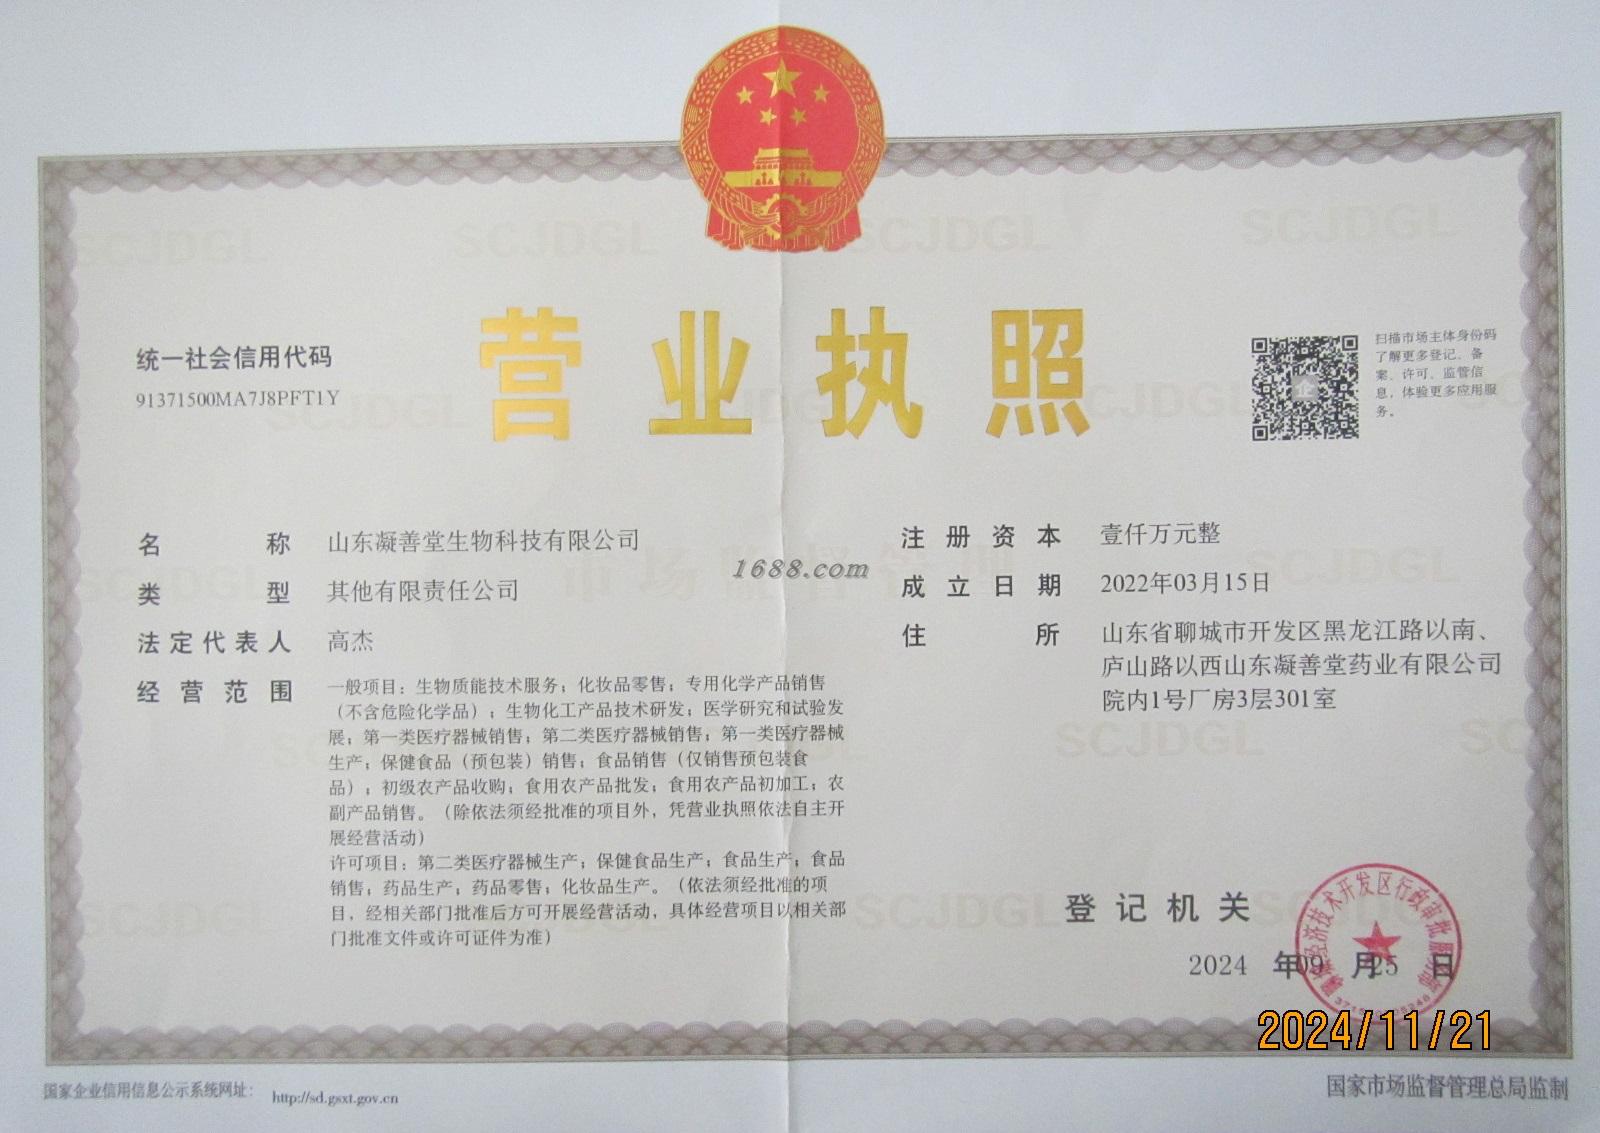 SCJDGL
SCJDGL
SCJDGL
SCJDGL
营业执照
统一社会信用代码
91371500MA7J8PFT1Y
扫描市场主体身份码
了解更多登记、备
案、许可、监管信
息，体验更多应用服
务。
名称 山东凝善堂生物科技有限公司
类型 其他有限责任公司
法定代表人 高杰
经营范围 一般项目：生物质能技术服务；化妆品零售；专用化学产品销售
（不含危险化学品）；生物化工产品技术研发；医学研究和试验发
展；第一类医疗器械销售；第二类医疗器械销售；第一类医疗器械
生产；保健食品（预包装）销售；食品销售（仅销售预包装食
品）；初级农产品收购；食用农产品批发；食用农产品初加工；农
副产品销售。（除依法须经批准的项目外，凭营业执照依法自主开
展经营活动）
许可项目：第二类医疗器械生产；保健食品生产；食品生产；食品
销售；药品生产；药品零售；化妆品生产。（依法须经批准的项
目，经相关部门批准后方可开展经营活动，具体经营项目以相关部
门批准文件或许可证件为准）
1688.com
注册资本 壹仟万元整
成立日期 2022年03月15日
住所 山东省聊城市开发区黑龙江路以南、
庐山路以西山东凝善堂药业有限公司
院内1号厂房3层301室
登记机关
经济技术开发区行政审批服务部
2024 年09 月25 日
2024/11/21
国家企业信用信息公示系统网址： http://sd.gsxt.gov.cn
国家市场监督管理总局监制